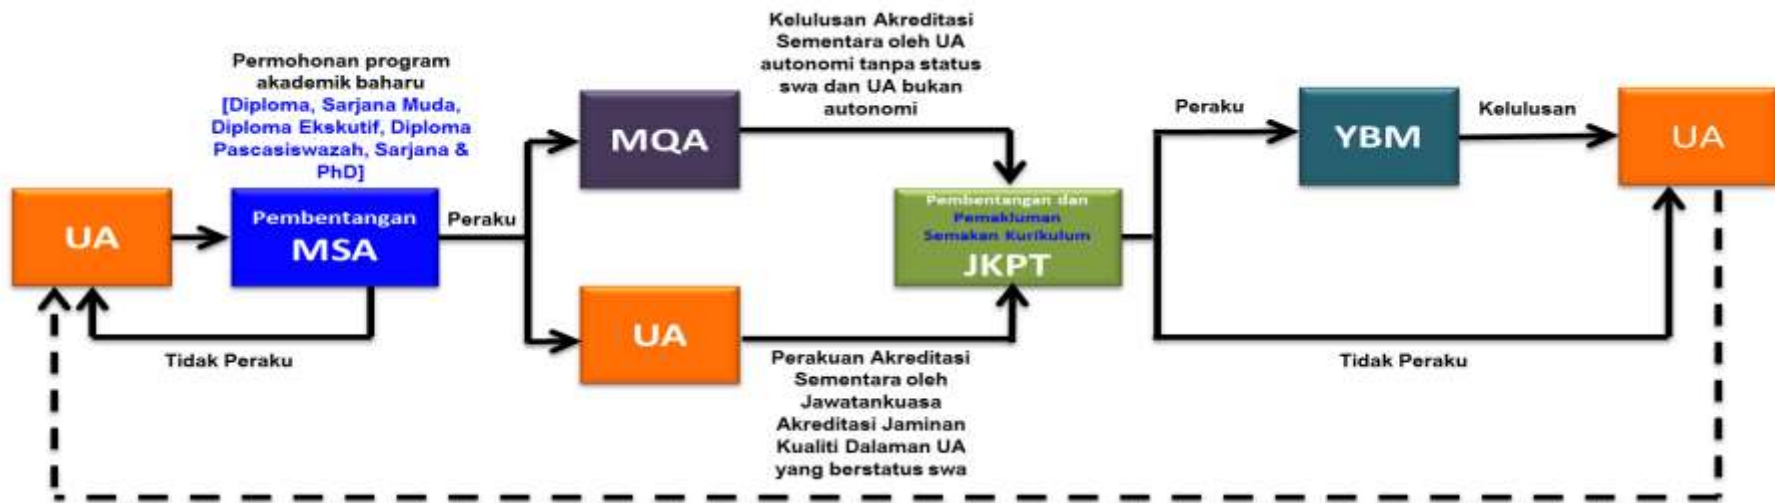 Permohonan program
akademik baharu
[Diploma, Sarjana Muda,
Diploma Ekskutif, Diploma
Pascasiswazah, Sarjana &
PhD]
UA
Pembentangan
MSA
Peraku
Tidak Peraku
MQA
UA
Kelulusan Akreditasi
Sementara oleh UA
autonomi tanpa status
swa dan UA bukan
autonomi
Perakuan Akreditasi
Sementara oleh
Jawatankuasa
Akreditasi Jaminan
Kualiti Dalaman UA
yang berstatus swa
Pembentangan dan
Pemakluman
Semakan Kurikulum
JKPT
Peraku
YBM
Kelulusan
UA
Tidak Peraku